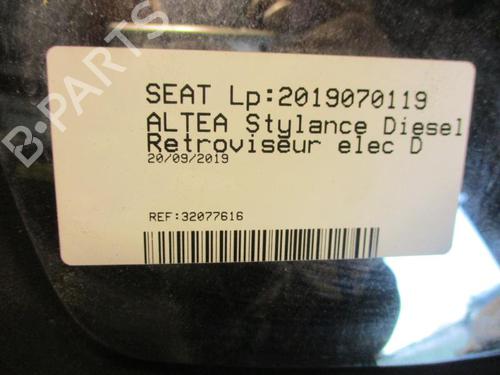 SEAT Lp:2019070119
ALTEA Stylance Diesel
Retroviseur elec D
20/09/2019
REF:32077616
B-PARTS